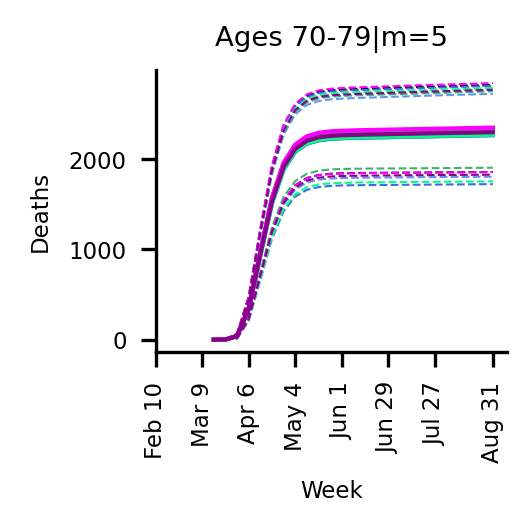 Ages 70-79|m=5
Deaths
2000
1000
0
Feb 10
Mar 9
Apr 6
May 4
Jun 1
Jun 29
Jul 27
Aug 31
Week